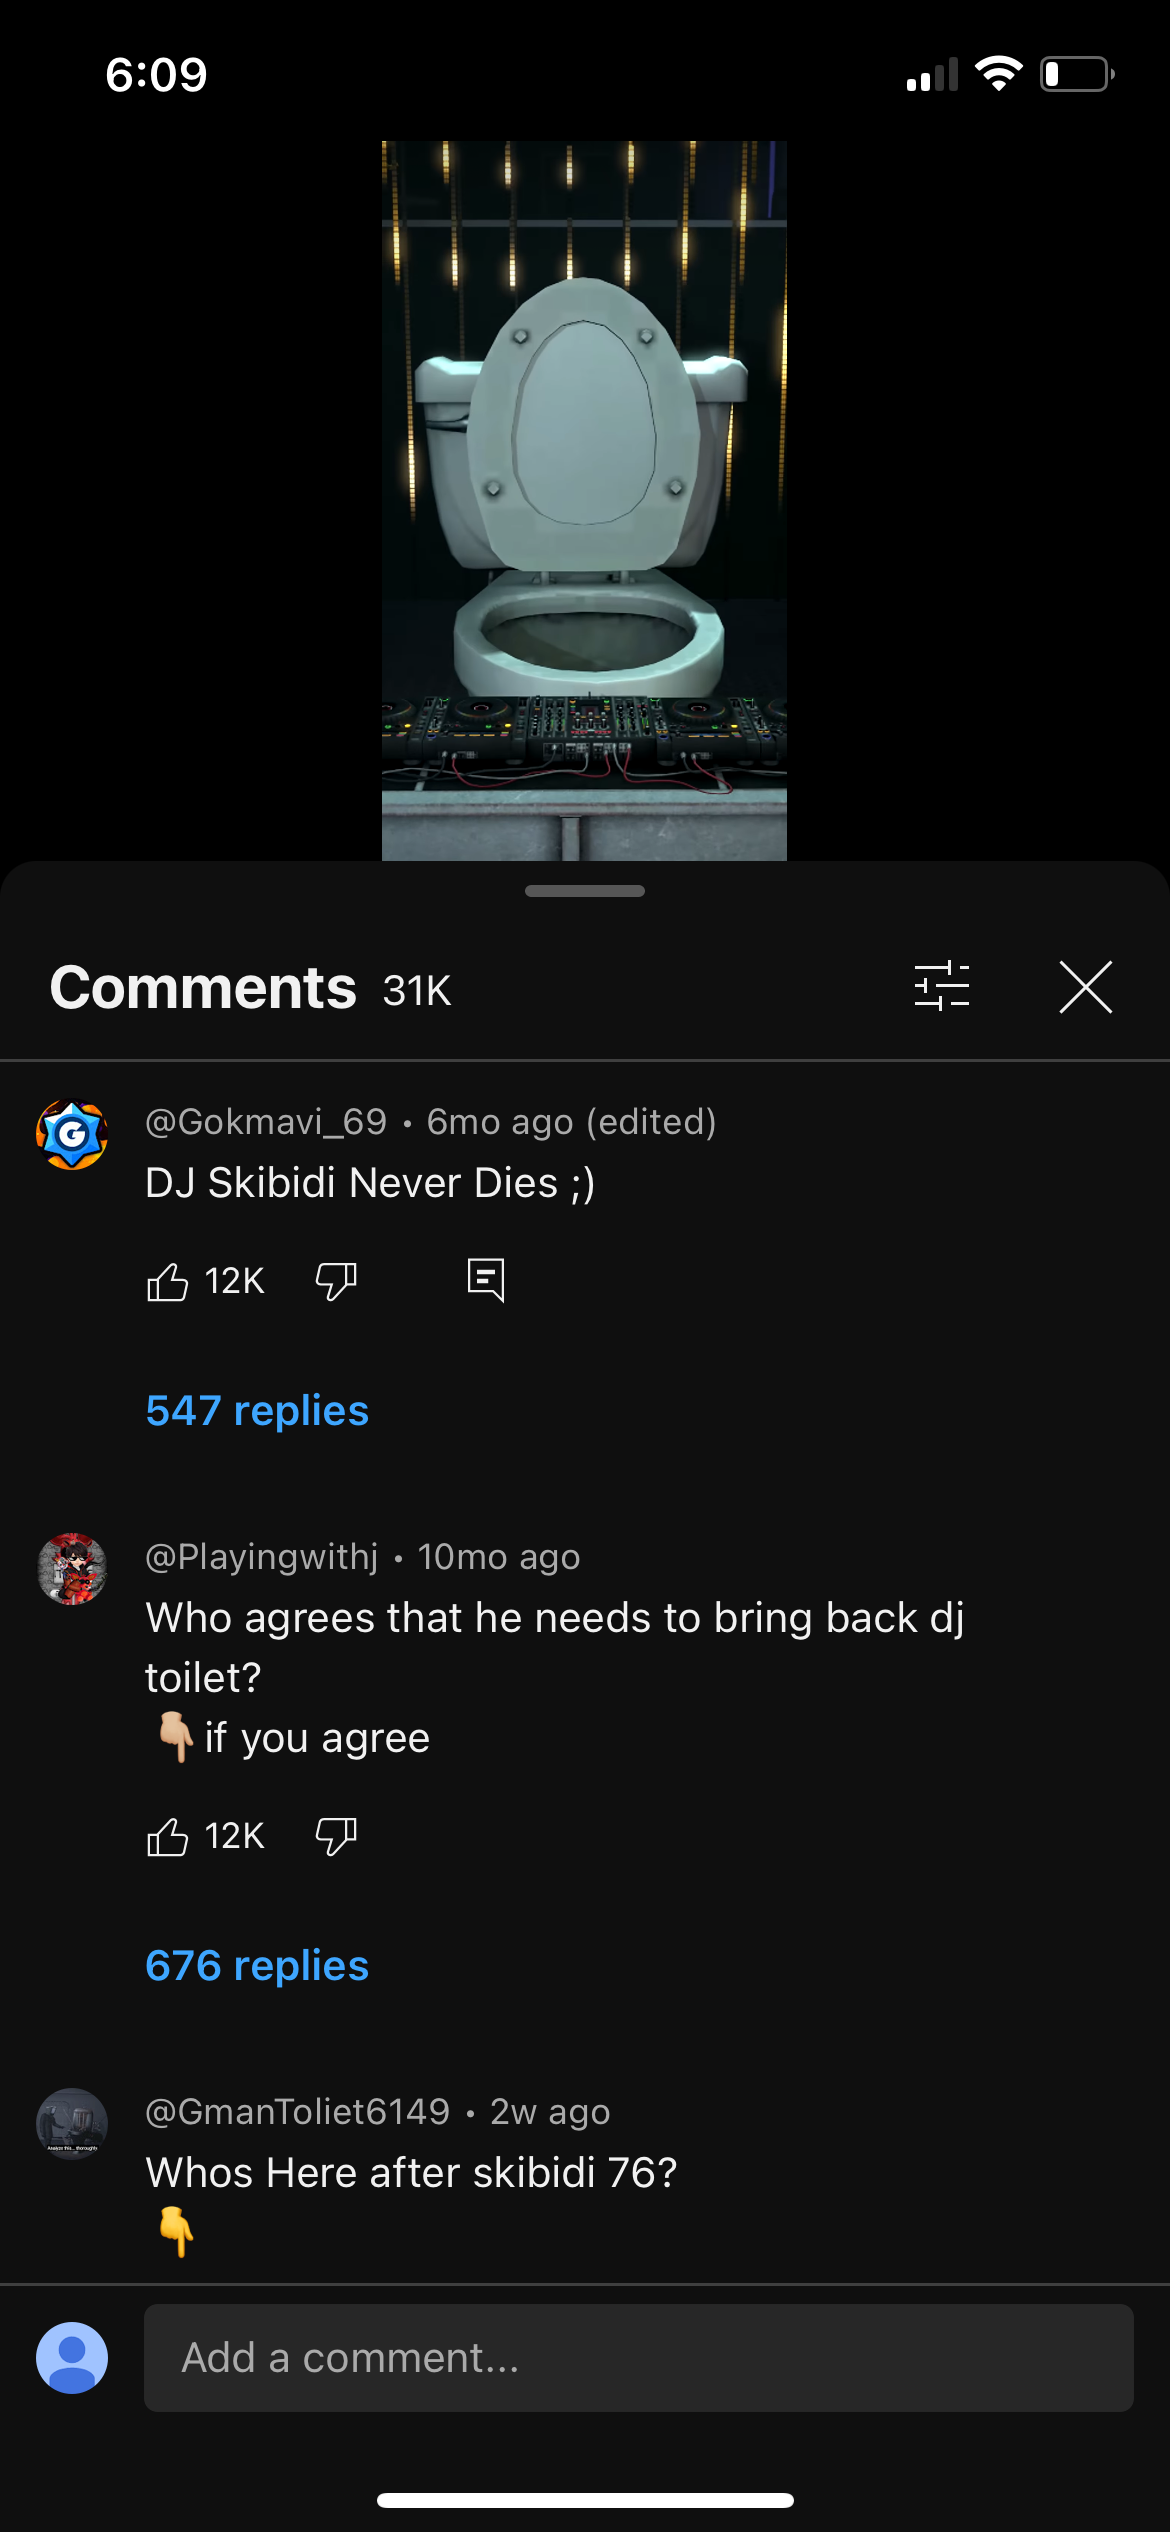 6:09
Comments 31K
@Gokmavi_69 • 6mo ago (edited)
DJ Skibidi Never Dies ;)
12K
547 replies
@Playingwithj • 10mo ago
Who agrees that he needs to bring back dj
toilet?
👇🏼if you agree
12K
676 replies
@GmanToliet6149 • 2w ago
Whos Here after skibidi 76?
👇
Add a comment...